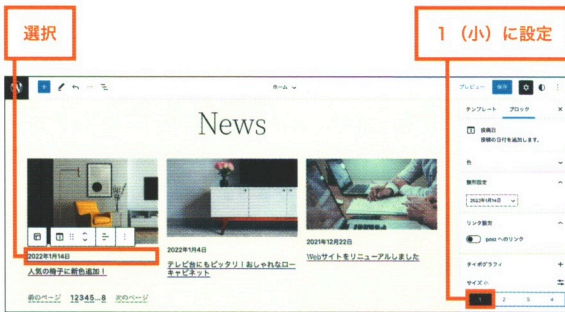 選択
1（小）に設定
ホーム
プレビュー
保存
テンプレート ブロック
投稿日
投稿の日付を追加します。
色
News
2022年1月14日
人気の椅子に新色追加！
2022年1月4日
テレビ台にもピッタリ！おしゃれなロー
キャビネット
2021年12月22日
Webサイトをリニューアルしました
前のページ 12345…8 次のページ
2022年1月14日
リンク設定
post へのリンク
タイポグラフィ
サイズ
1 2 3 4